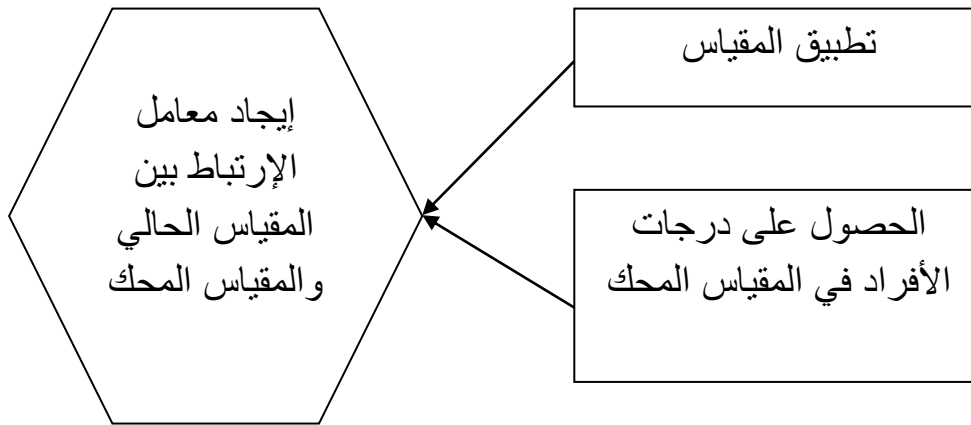 تطبيق المقياس
الحصول على درجات
الأفراد في المقياس المحك
إيجاد معامل
الإرتباط بين
المقياس الحالي
والمقياس المحك